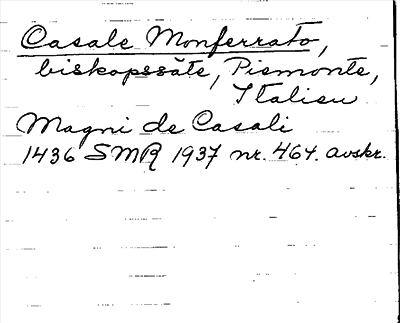 Casale Monferrato,
biskopssäte, Piemonte,
Italien
Magni de Casali
1436 SMR 1937 nr. 464. avskr.